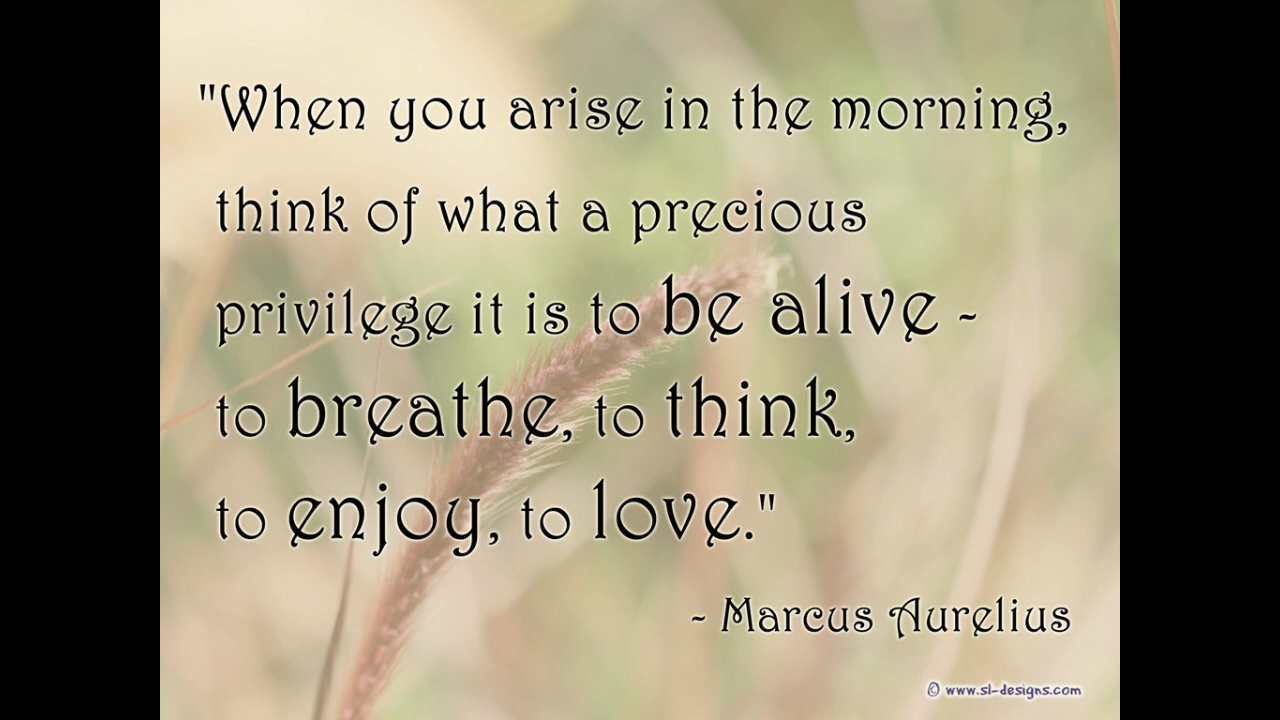 "When you arise in the morning,
think of what a precious
privilege it is to be alive -
to breathe, to think,
to enjoy, to love."
- Marcus Aurelius
© www.sl-designs.com